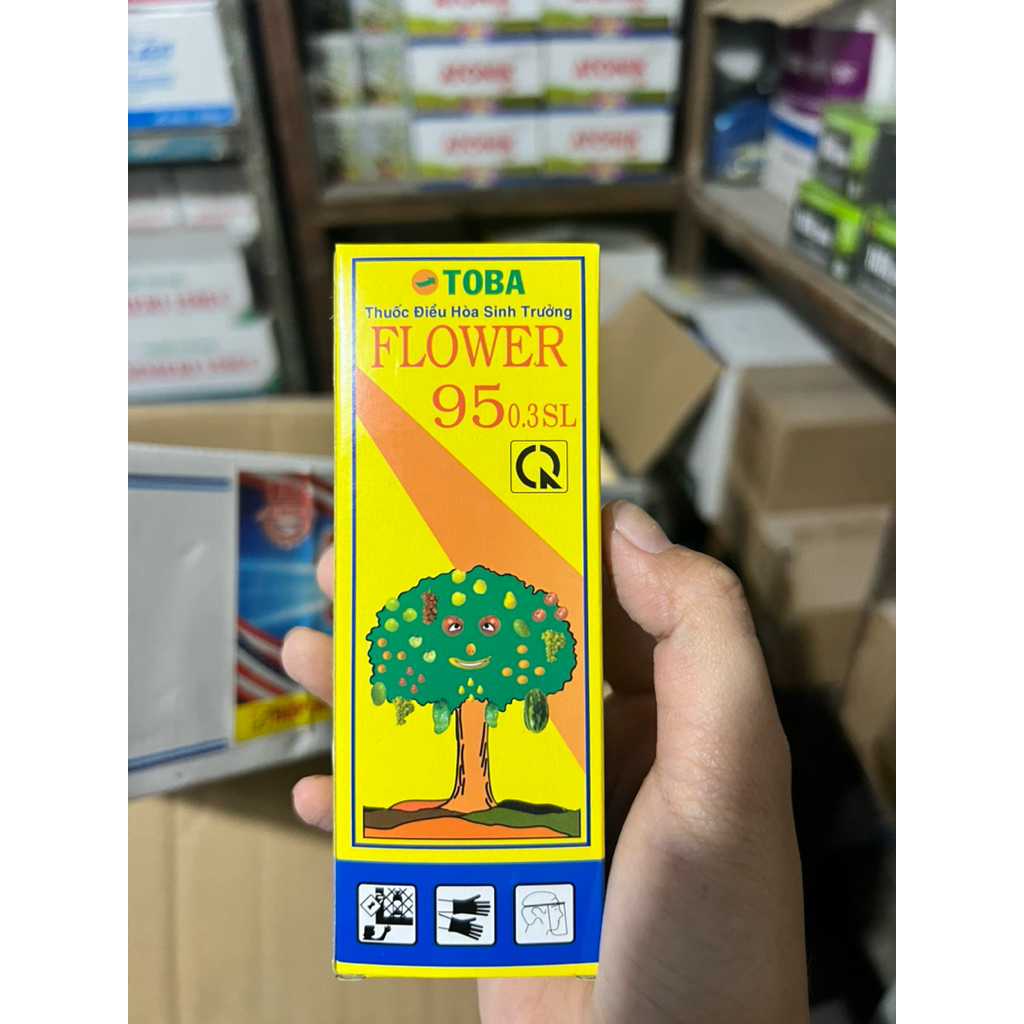 TOBA
Thuốc Điều Hòa Sinh Trưởng
FLOWER
95 0.3SL